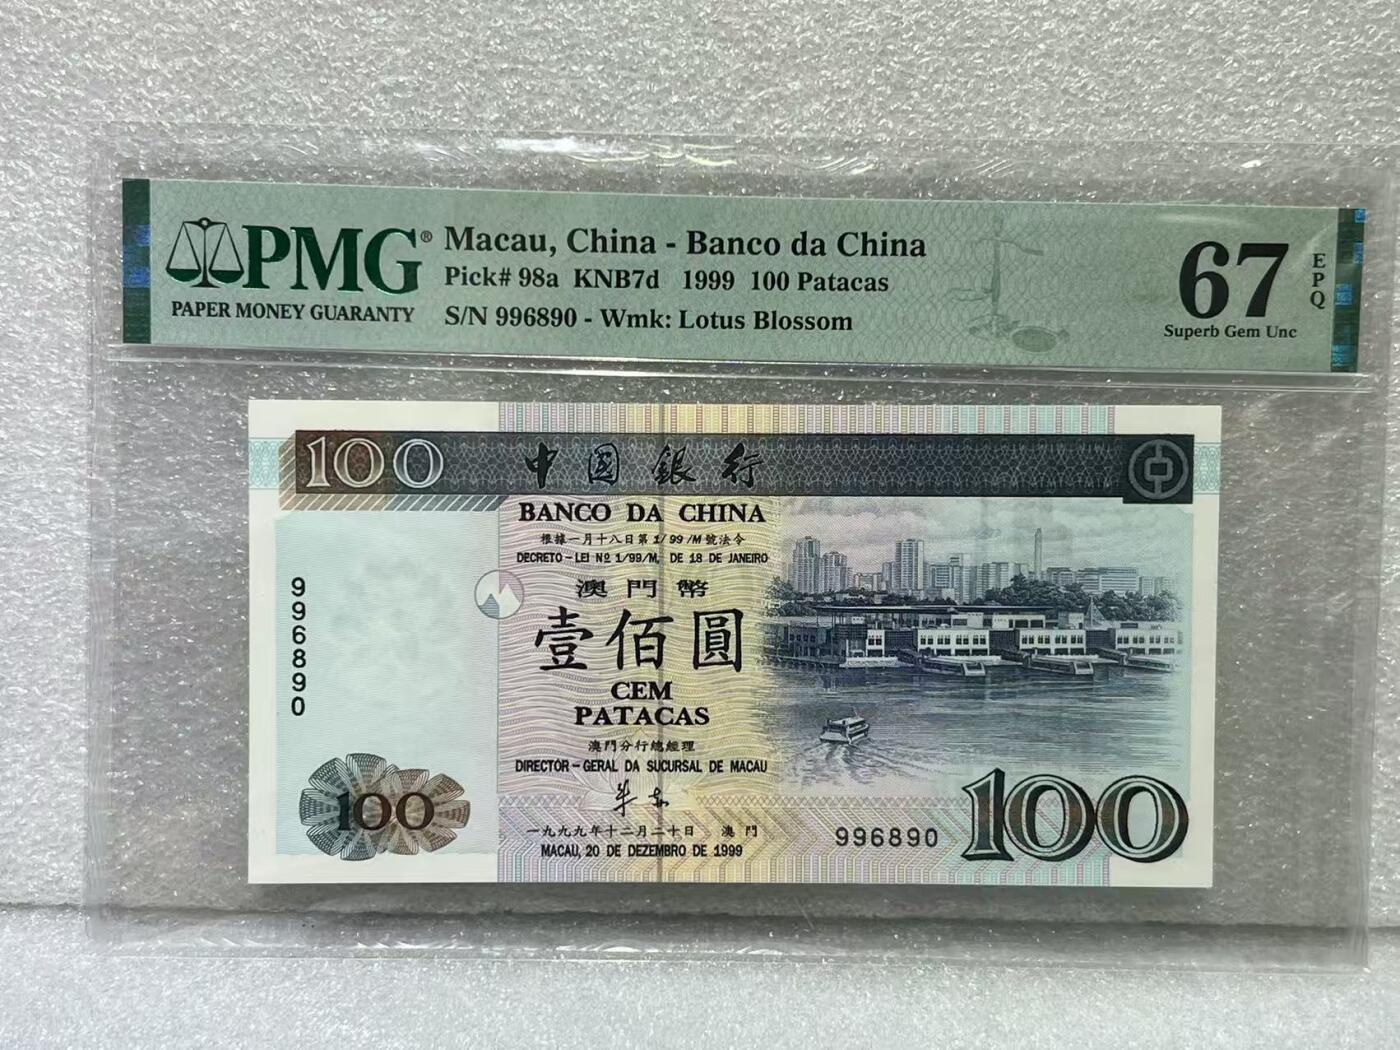 PMG®
PAPER MONEY GUARANTY
Macau, China - Banco da China
Pick# 98a KNB7d 1999 100 Patacas
S/N 996890 - Wmk: Lotus Blossom
67
EPQ
Superb Gem Unc
100
中國銀行
BANCO DA CHINA
根據一月十八日第1/99/M號法令
DECRETO-LEI Nº 1/99/M, DE 18 DE JANEIRO
澳門幣
壹佰圓
CEM
PATACAS
澳門分行總經理
DIRECTOR-GERAL DA SUCURSAL DE MACAU
一九九九年十二月二十日 澳門
MACAU, 20 DE DEZEMBRO DE 1999
996890
100
996890
100